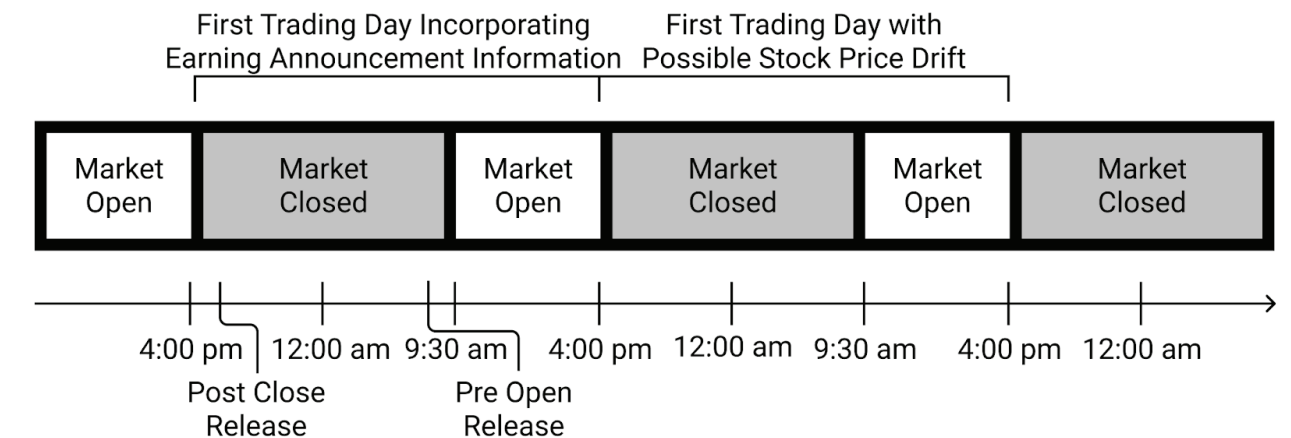 First Trading Day Incorporating
Earning Announcement Information
First Trading Day with
Possible Stock Price Drift
Market
Open
Market
Closed
Market
Open
Market
Closed
Market
Open
Market
Closed
4:00 pm
12:00 am
9:30 am
4:00 pm
12:00 am
9:30 am
4:00 pm
12:00 am
Post Close
Release
Pre Open
Release